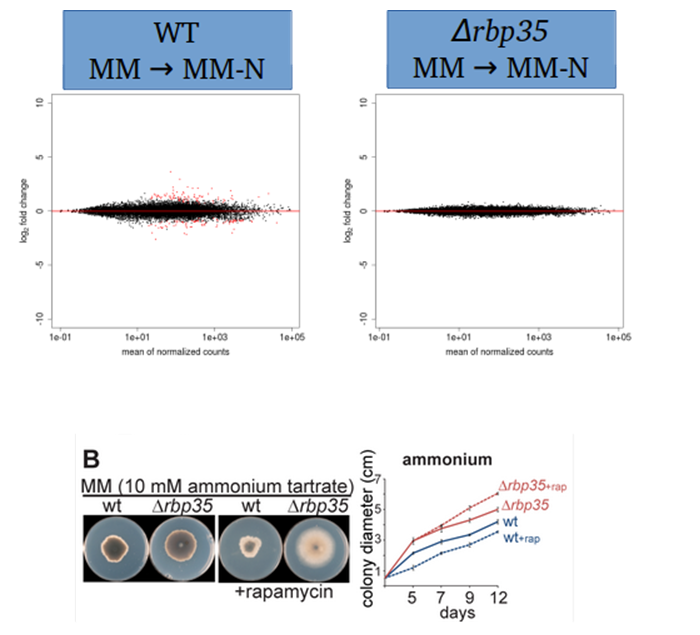 WT
MM → MM-N
Δrbp35
MM → MM-N
10
5
0
-5
-10
log₂ fold change
1e-01
1e+01
1e+03
1e+05
mean of normalized counts
10
5
0
-5
-10
log₂ fold change
1e-01
1e+01
1e+03
1e+05
mean of normalized counts
B
MM (10 mM ammonium tartrate)
wt
Δrbp35
wt
Δrbp35
+rapamycin
ammonium
colony diameter (cm)
7
5
3
1
5
7
9
12
days
Δrbp35+rap
Δrbp35
wt
wt+rap